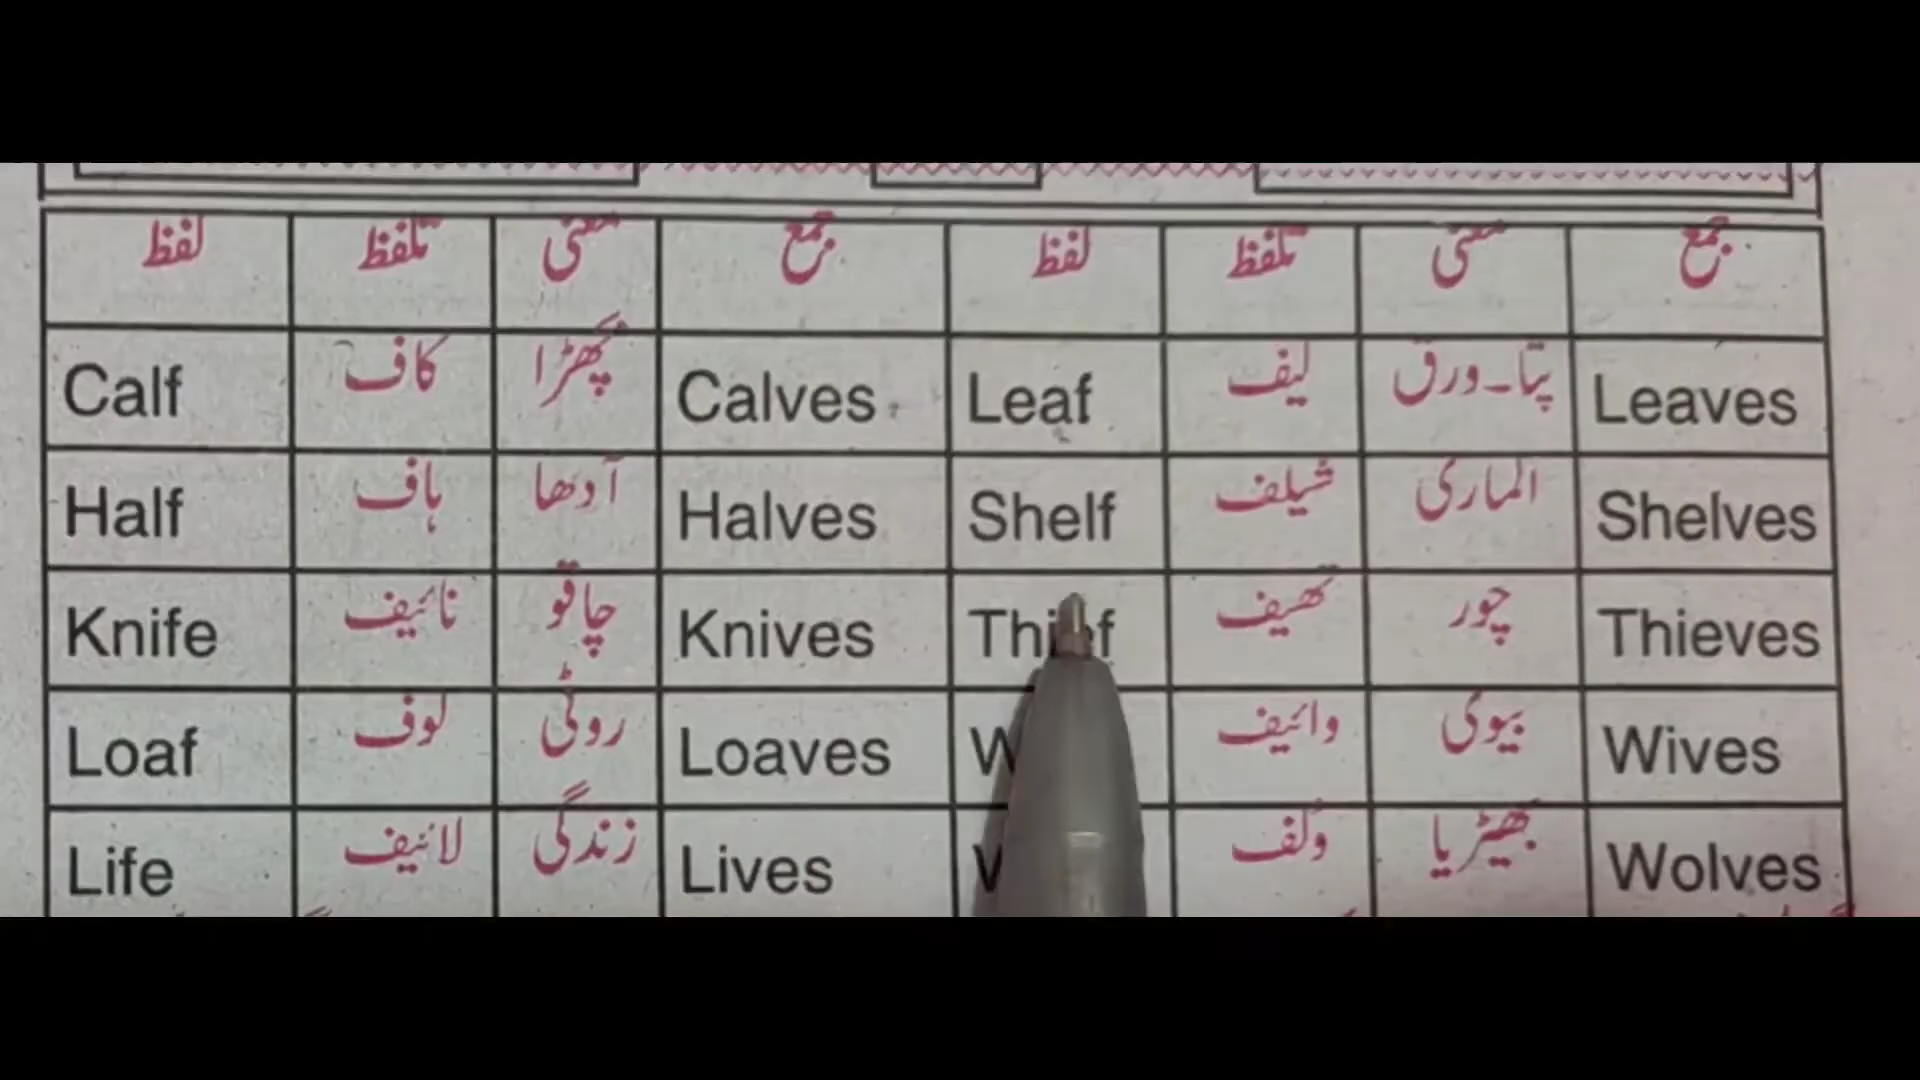 لفظ تلفظ معنی جمع لفظ تلفظ معنی جمع
Calf کاف بچھڑا Calves Leaf لیف پتا۔ورق Leaves
Half ہاف آدھا Halves Shelf شیلف الماری Shelves
Knife نائیف چاقو Knives تھیف چور Thieves
Loaf لوف روٹی Loaves وائیف بیوی Wives
Life لائیف زندگی Lives وُلف بھیڑیا Wolves